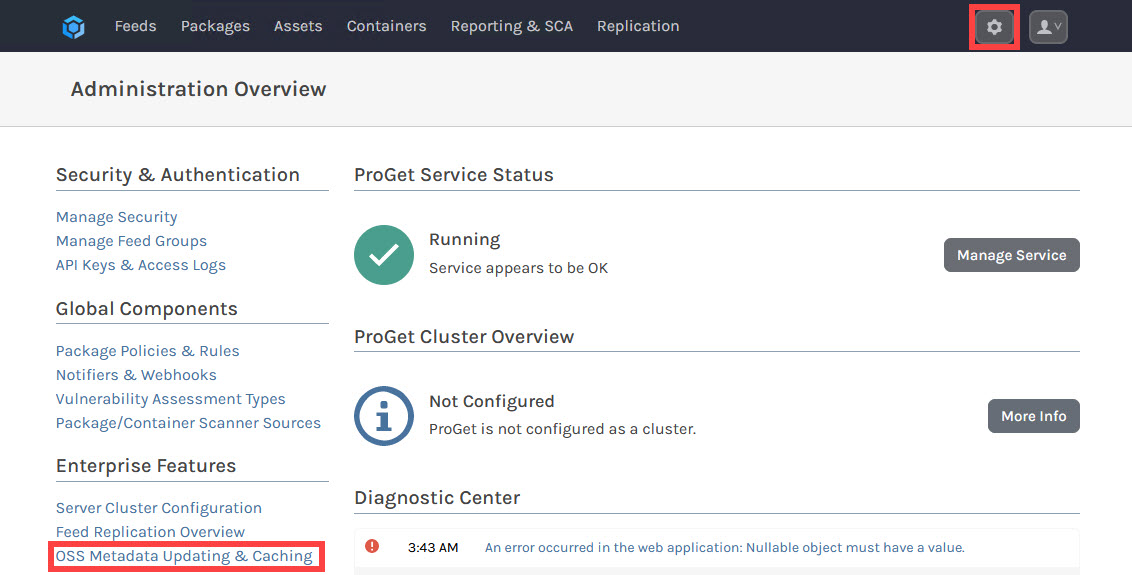 Feeds Packages Assets Containers Reporting & SCA Replication
Administration Overview
Security & Authentication
Manage Security
Manage Feed Groups
API Keys & Access Logs
Global Components
Package Policies & Rules
Notifiers & Webhooks
Vulnerability Assessment Types
Package/Container Scanner Sources
Enterprise Features
Server Cluster Configuration
Feed Replication Overview
OSS Metadata Updating & Caching
ProGet Service Status
Running
Service appears to be OK
Manage Service
ProGet Cluster Overview
Not Configured
ProGet is not configured as a cluster.
More Info
Diagnostic Center
3:43 AM An error occurred in the web application: Nullable object must have a value.